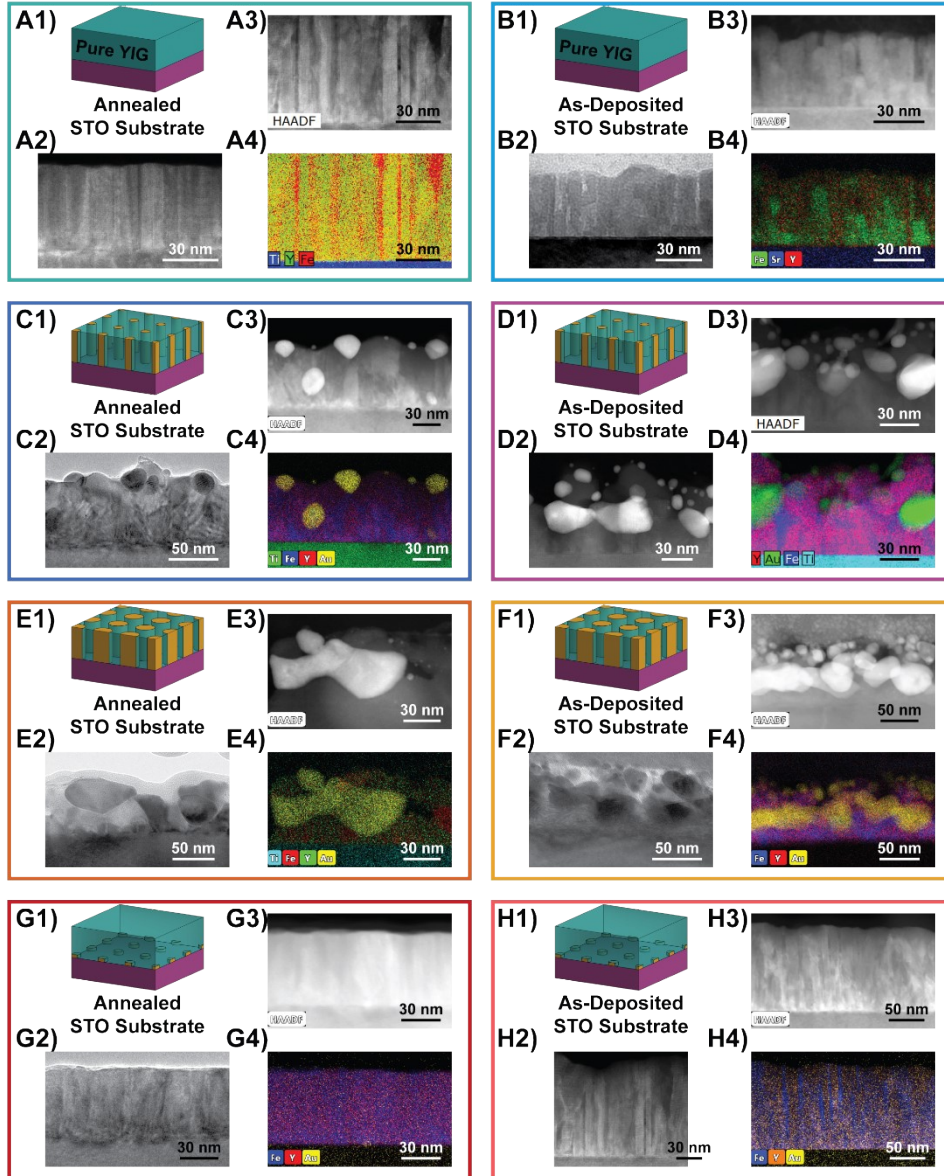 A1)
Pure YIG
Annealed
STO Substrate
A3)
HAADF
30 nm
A2)
30 nm
A4)
Ti Y Fe
30 nm
B1)
Pure YIG
As-Deposited
STO Substrate
B3)
HAADF
30 nm
B2)
30 nm
B4)
Fe Sr Y
30 nm
C1)
Annealed
STO Substrate
C3)
HAADF
30 nm
C2)
50 nm
C4)
Ti Fe Y Au
30 nm
D1)
As-Deposited
STO Substrate
D3)
HAADF
30 nm
D2)
30 nm
D4)
Y Au Fe Ti
30 nm
E1)
Annealed
STO Substrate
E3)
HAADF
30 nm
E2)
50 nm
E4)
Ti Fe Y Au
30 nm
F1)
As-Deposited
STO Substrate
F3)
HAADF
50 nm
F2)
50 nm
F4)
Fe Y Au
50 nm
G1)
Annealed
STO Substrate
G3)
HAADF
30 nm
G2)
30 nm
G4)
Fe Y Au
30 nm
H1)
As-Deposited
STO Substrate
H3)
HAADF
50 nm
H2)
30 nm
H4)
Fe Y Au
50 nm